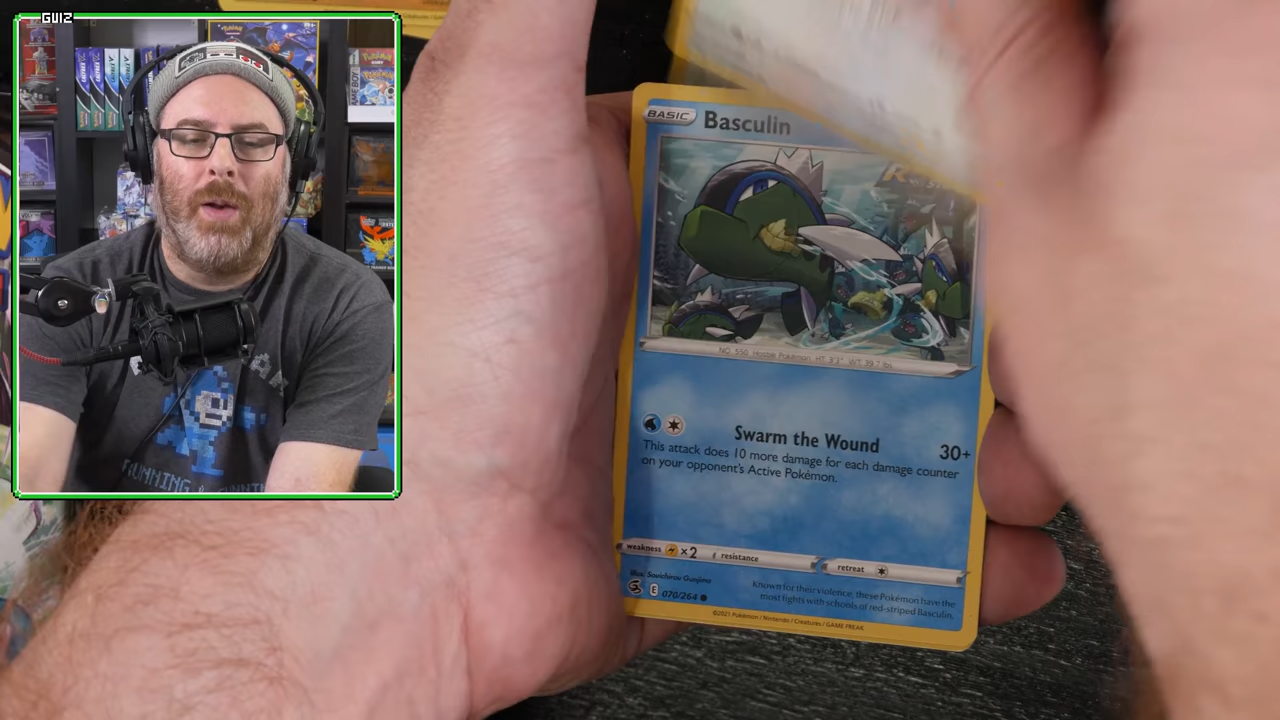 GUIZ
BASIC Basculin
NO. 550 Hostile Pokémon HT 3'3" WT 39.7 lbs.
Swarm the Wound 30+
This attack does 10 more damage for each damage counter
on your opponent's Active Pokémon.
weakness ×2 resistance retreat
Illus. Souichirou Gunjima
E 070/264
Known for their violence, these Pokémon have the
most fights with schools of red-striped Basculin.
©2021 Pokémon / Nintendo / Creatures / GAME FREAK
RUNNING & GUNNING